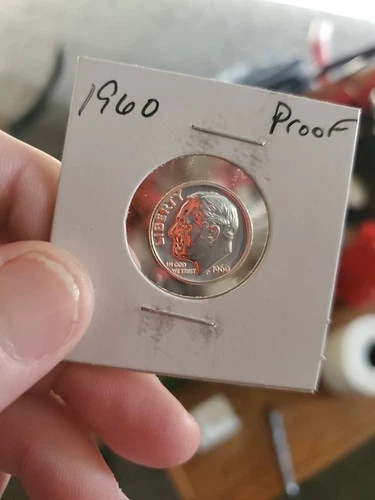 1960 Proof
LIBERTY
IN GOD
WE TRUST 1960